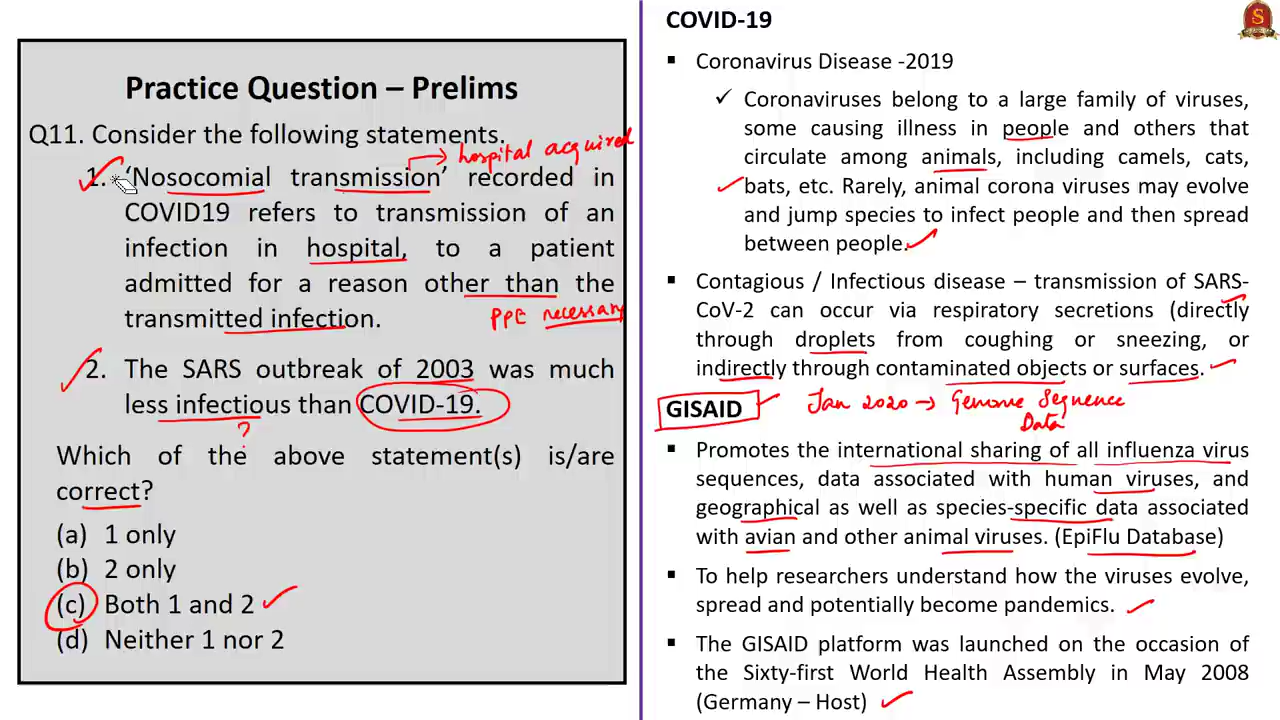 Practice Question – Prelims
Q11. Consider the following statements.
hospital acquired
1. ‘Nosocomial transmission’ recorded in
COVID19 refers to transmission of an
infection in hospital, to a patient
admitted for a reason other than the
transmitted infection.
PPE necessary
2. The SARS outbreak of 2003 was much
less infectious than COVID-19.
?
Which of the above statement(s) is/are
correct?
(a) 1 only
(b) 2 only
(c) Both 1 and 2
(d) Neither 1 nor 2
COVID-19
S
▪ Coronavirus Disease -2019
✓ Coronaviruses belong to a large family of viruses,
some causing illness in people and others that
circulate among animals, including camels, cats,
bats, etc. Rarely, animal corona viruses may evolve
and jump species to infect people and then spread
between people.
▪ Contagious / Infectious disease – transmission of SARS-
CoV-2 can occur via respiratory secretions (directly
through droplets from coughing or sneezing, or
indirectly through contaminated objects or surfaces.
GISAID Jan 2020 → Genome Sequence
Data
▪ Promotes the international sharing of all influenza virus
sequences, data associated with human viruses, and
geographical as well as species-specific data associated
with avian and other animal viruses. (EpiFlu Database)
▪ To help researchers understand how the viruses evolve,
spread and potentially become pandemics.
▪ The GISAID platform was launched on the occasion of
the Sixty-first World Health Assembly in May 2008
(Germany – Host)